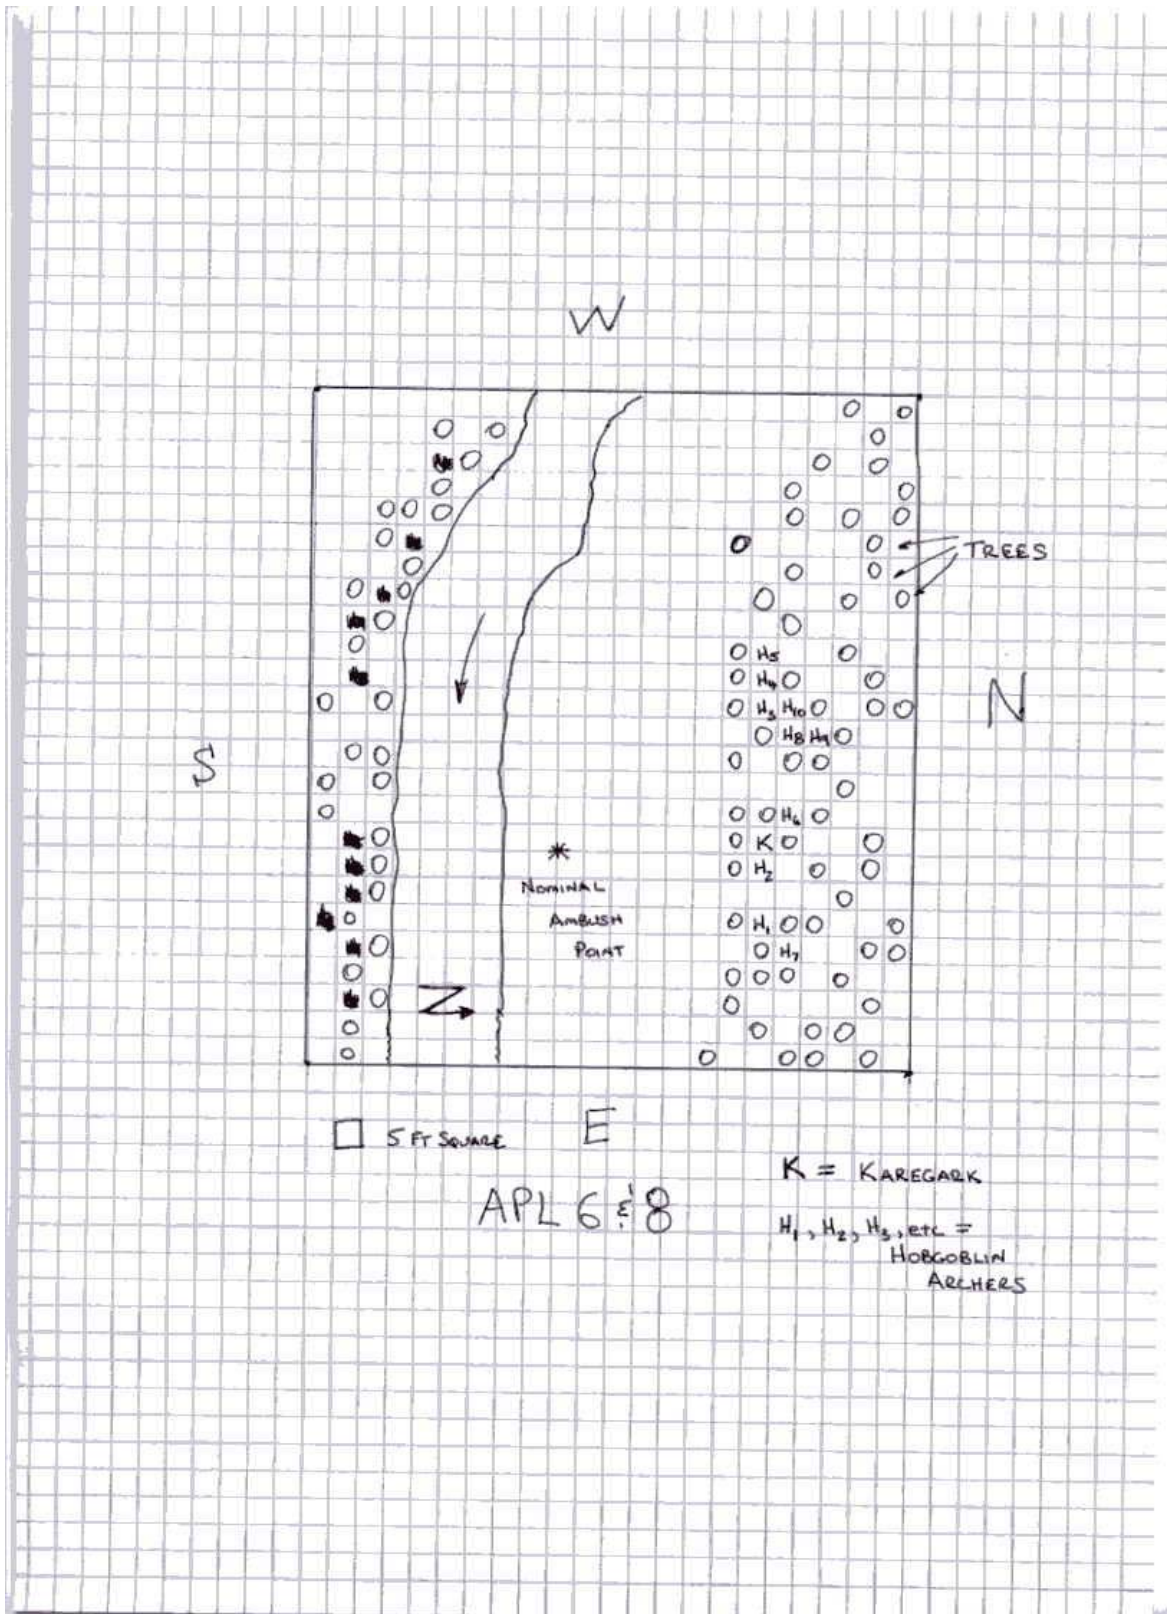 W
TREES
H5
H4
N
H3 H10
H8 H9
S
H6
K
H2
NOMINAL
AMBUSH
POINT
H1
H7
N
5 FT SQUARE
E
K = KAREGARK
APL 6 & 8
H1, H2, H3, etc =
HOBGOBLIN
ARCHERS